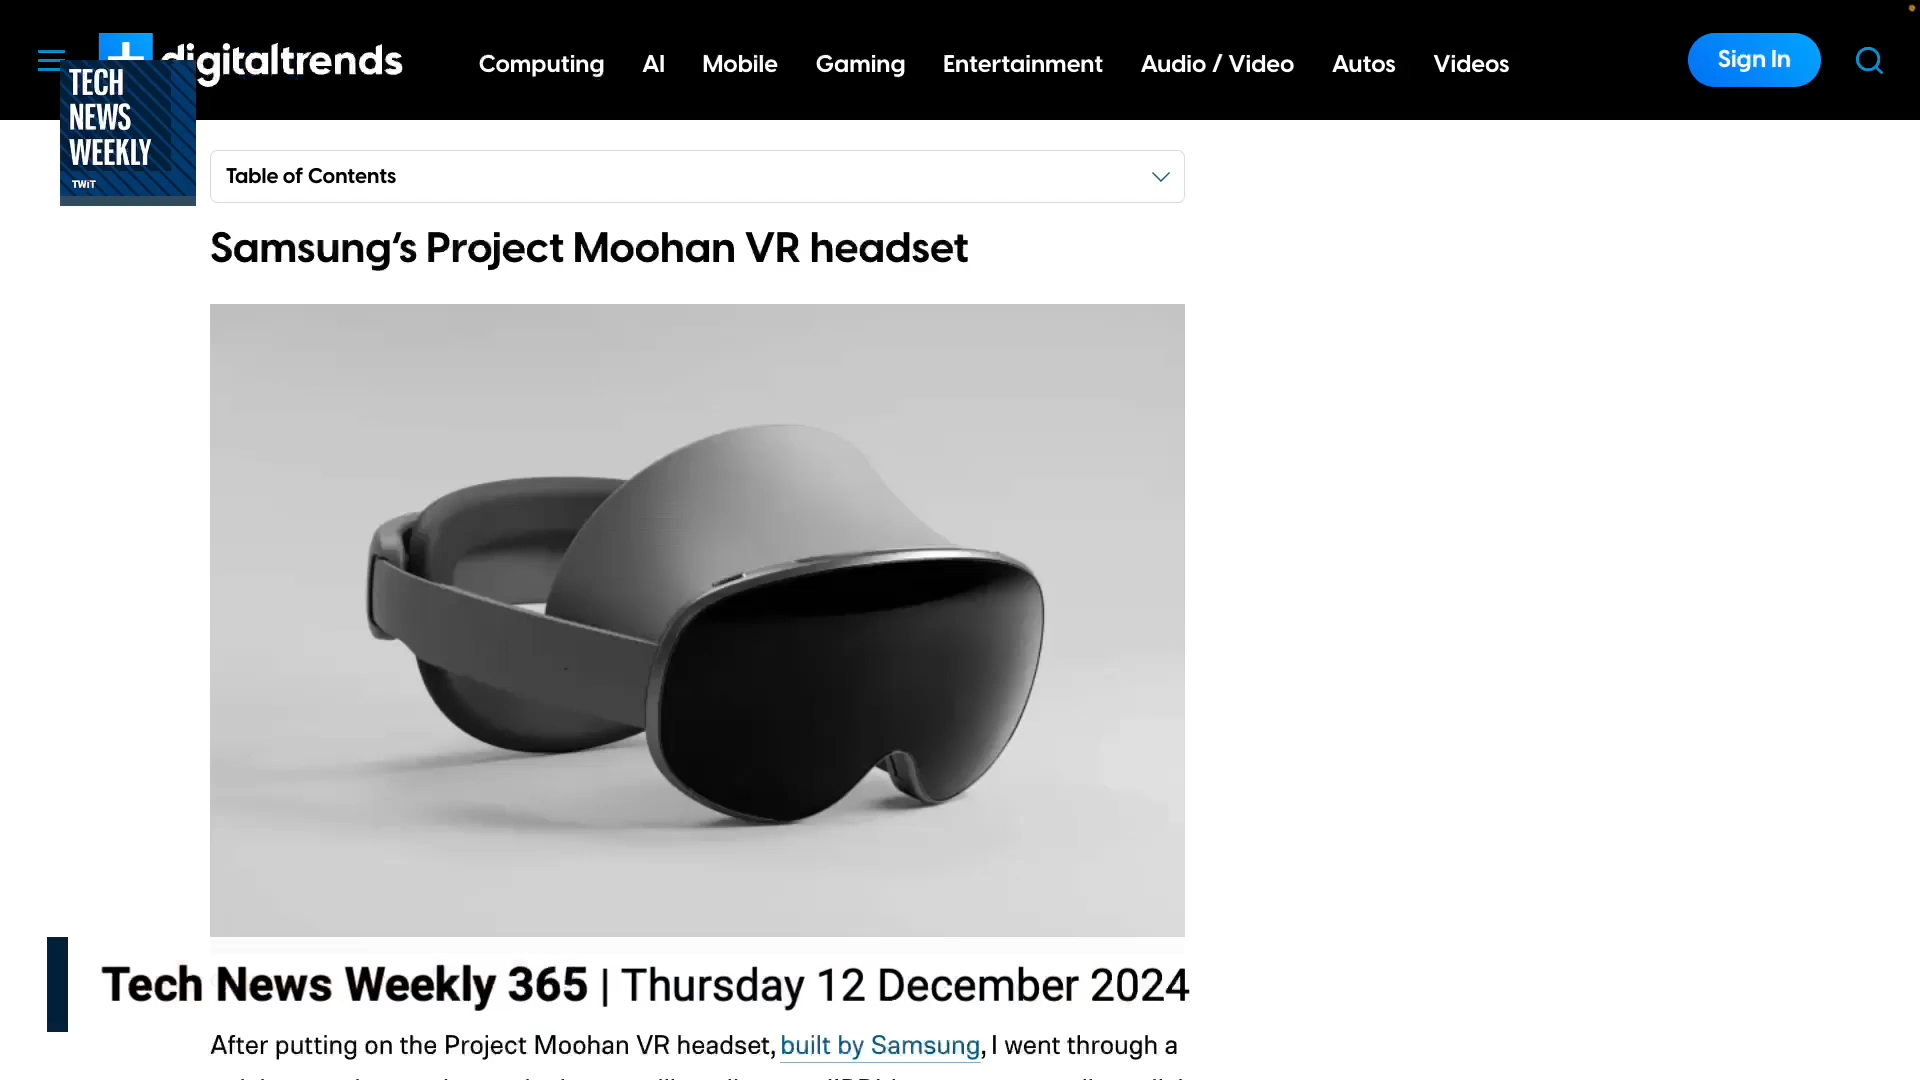 digitaltrends
Computing AI Mobile Gaming Entertainment Audio / Video Autos Videos
Sign In
TECH
NEWS
WEEKLY
TWiT
Table of Contents
Samsung’s Project Moohan VR headset
Tech News Weekly 365 | Thursday 12 December 2024
After putting on the Project Moohan VR headset, built by Samsung, I went through a